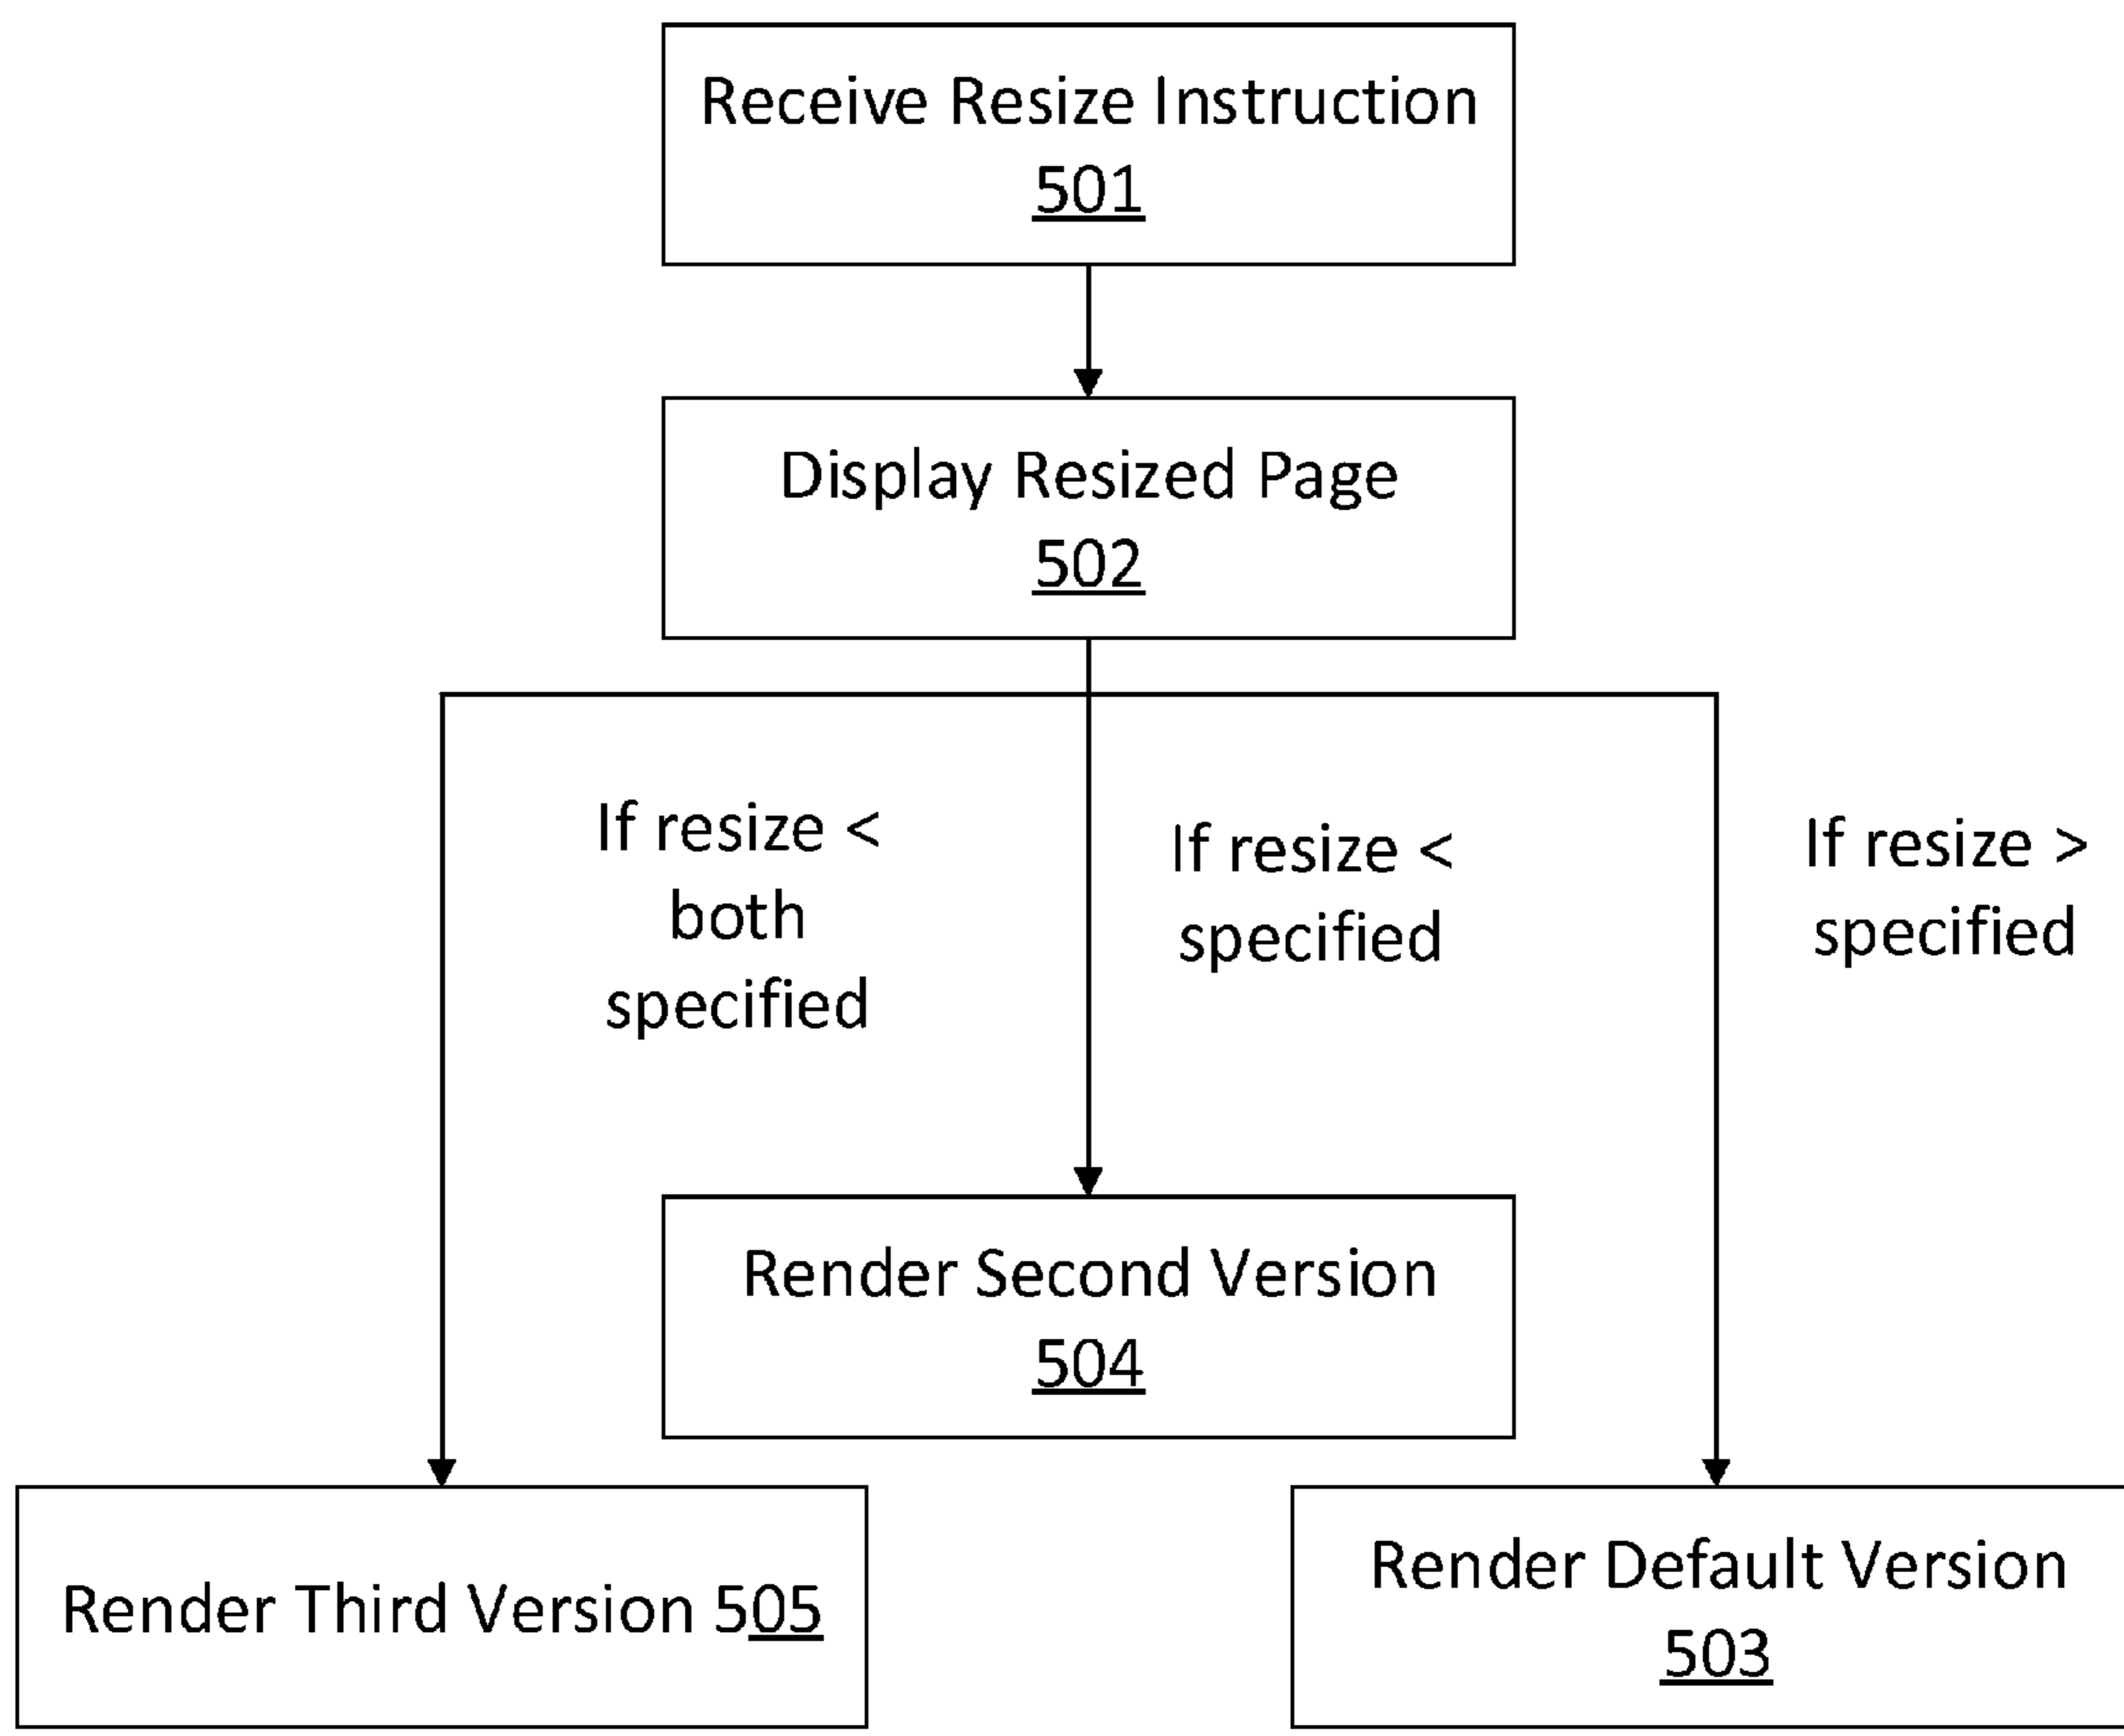 Receive Resize Instruction
501
Display Resized Page
502
If resize <
both
specified
If resize <
specified
If resize >
specified
Render Second Version
504
Render Third Version 505
Render Default Version
503